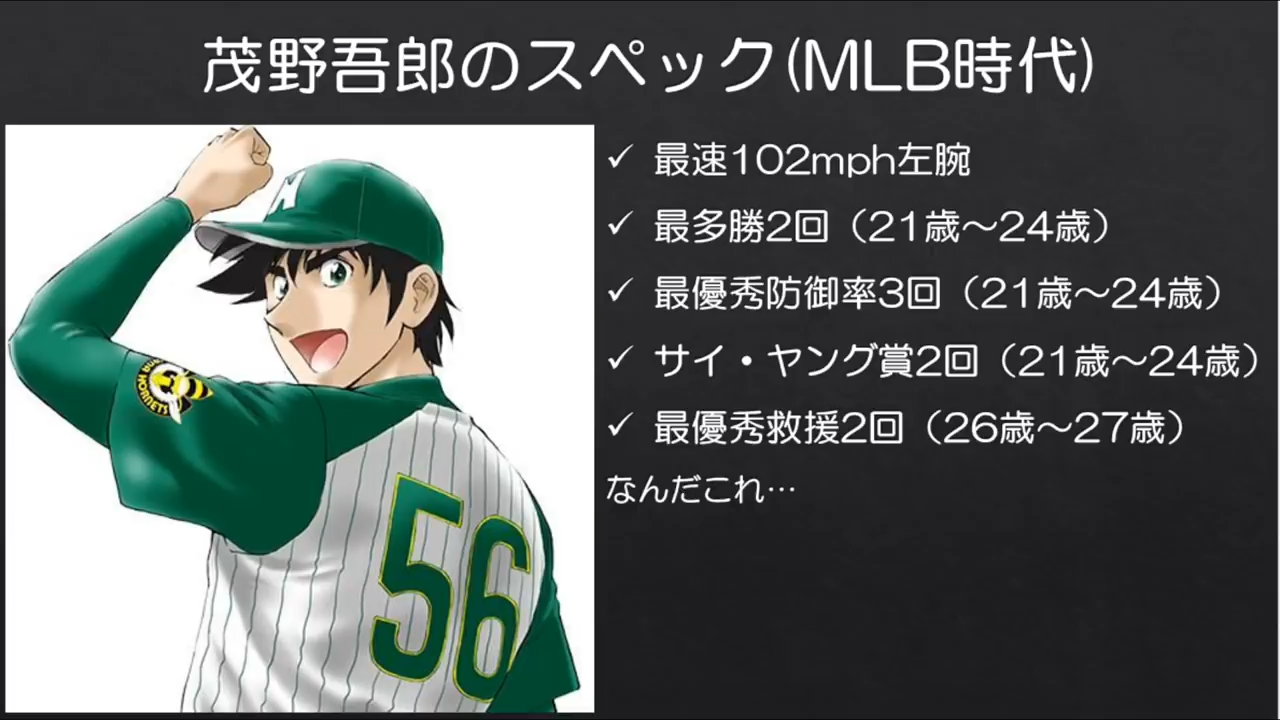 茂野吾郎のスペック(MLB時代)
✓ 最速102mph左腕
✓ 最多勝2回（21歳～24歳）
✓ 最優秀防御率3回（21歳～24歳）
✓ サイ・ヤング賞2回（21歳～24歳）
✓ 最優秀救援2回（26歳～27歳）
なんだこれ…
HORNETS
56